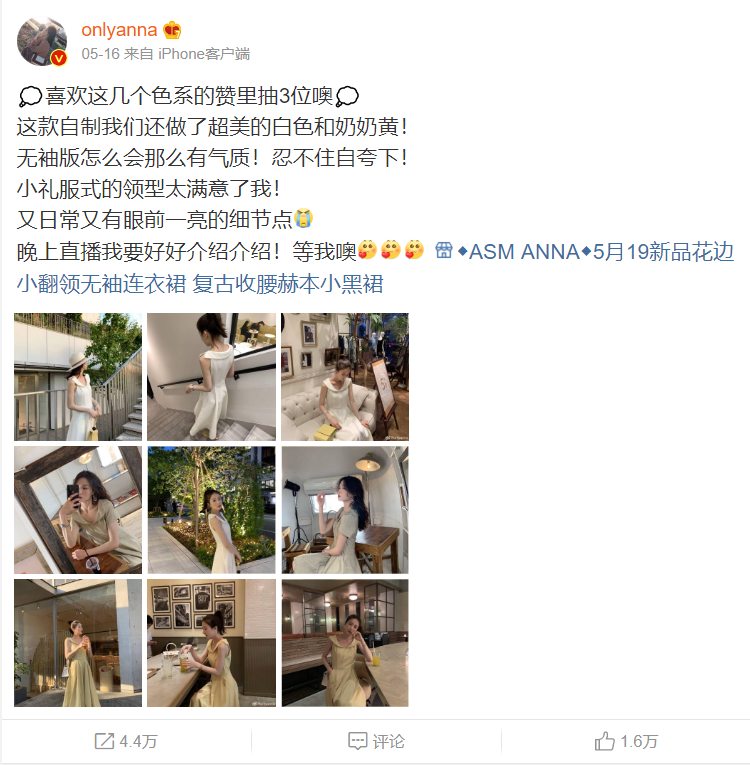 onlyanna
05-16 来自 iPhone客户端
喜欢这几个色系的赞里抽3位噢
这款自制我们还做了超美的白色和奶奶黄！
无袖版怎么会那么有气质！忍不住自夸下！
小礼服式的领型太满意了我！
又日常又有眼前一亮的细节点
晚上直播我要好好介绍介绍！等我噢 ◆ASM ANNA◆5月19新品花边
小翻领无袖连衣裙 复古收腰赫本小黑裙
4.4万
评论
1.6万